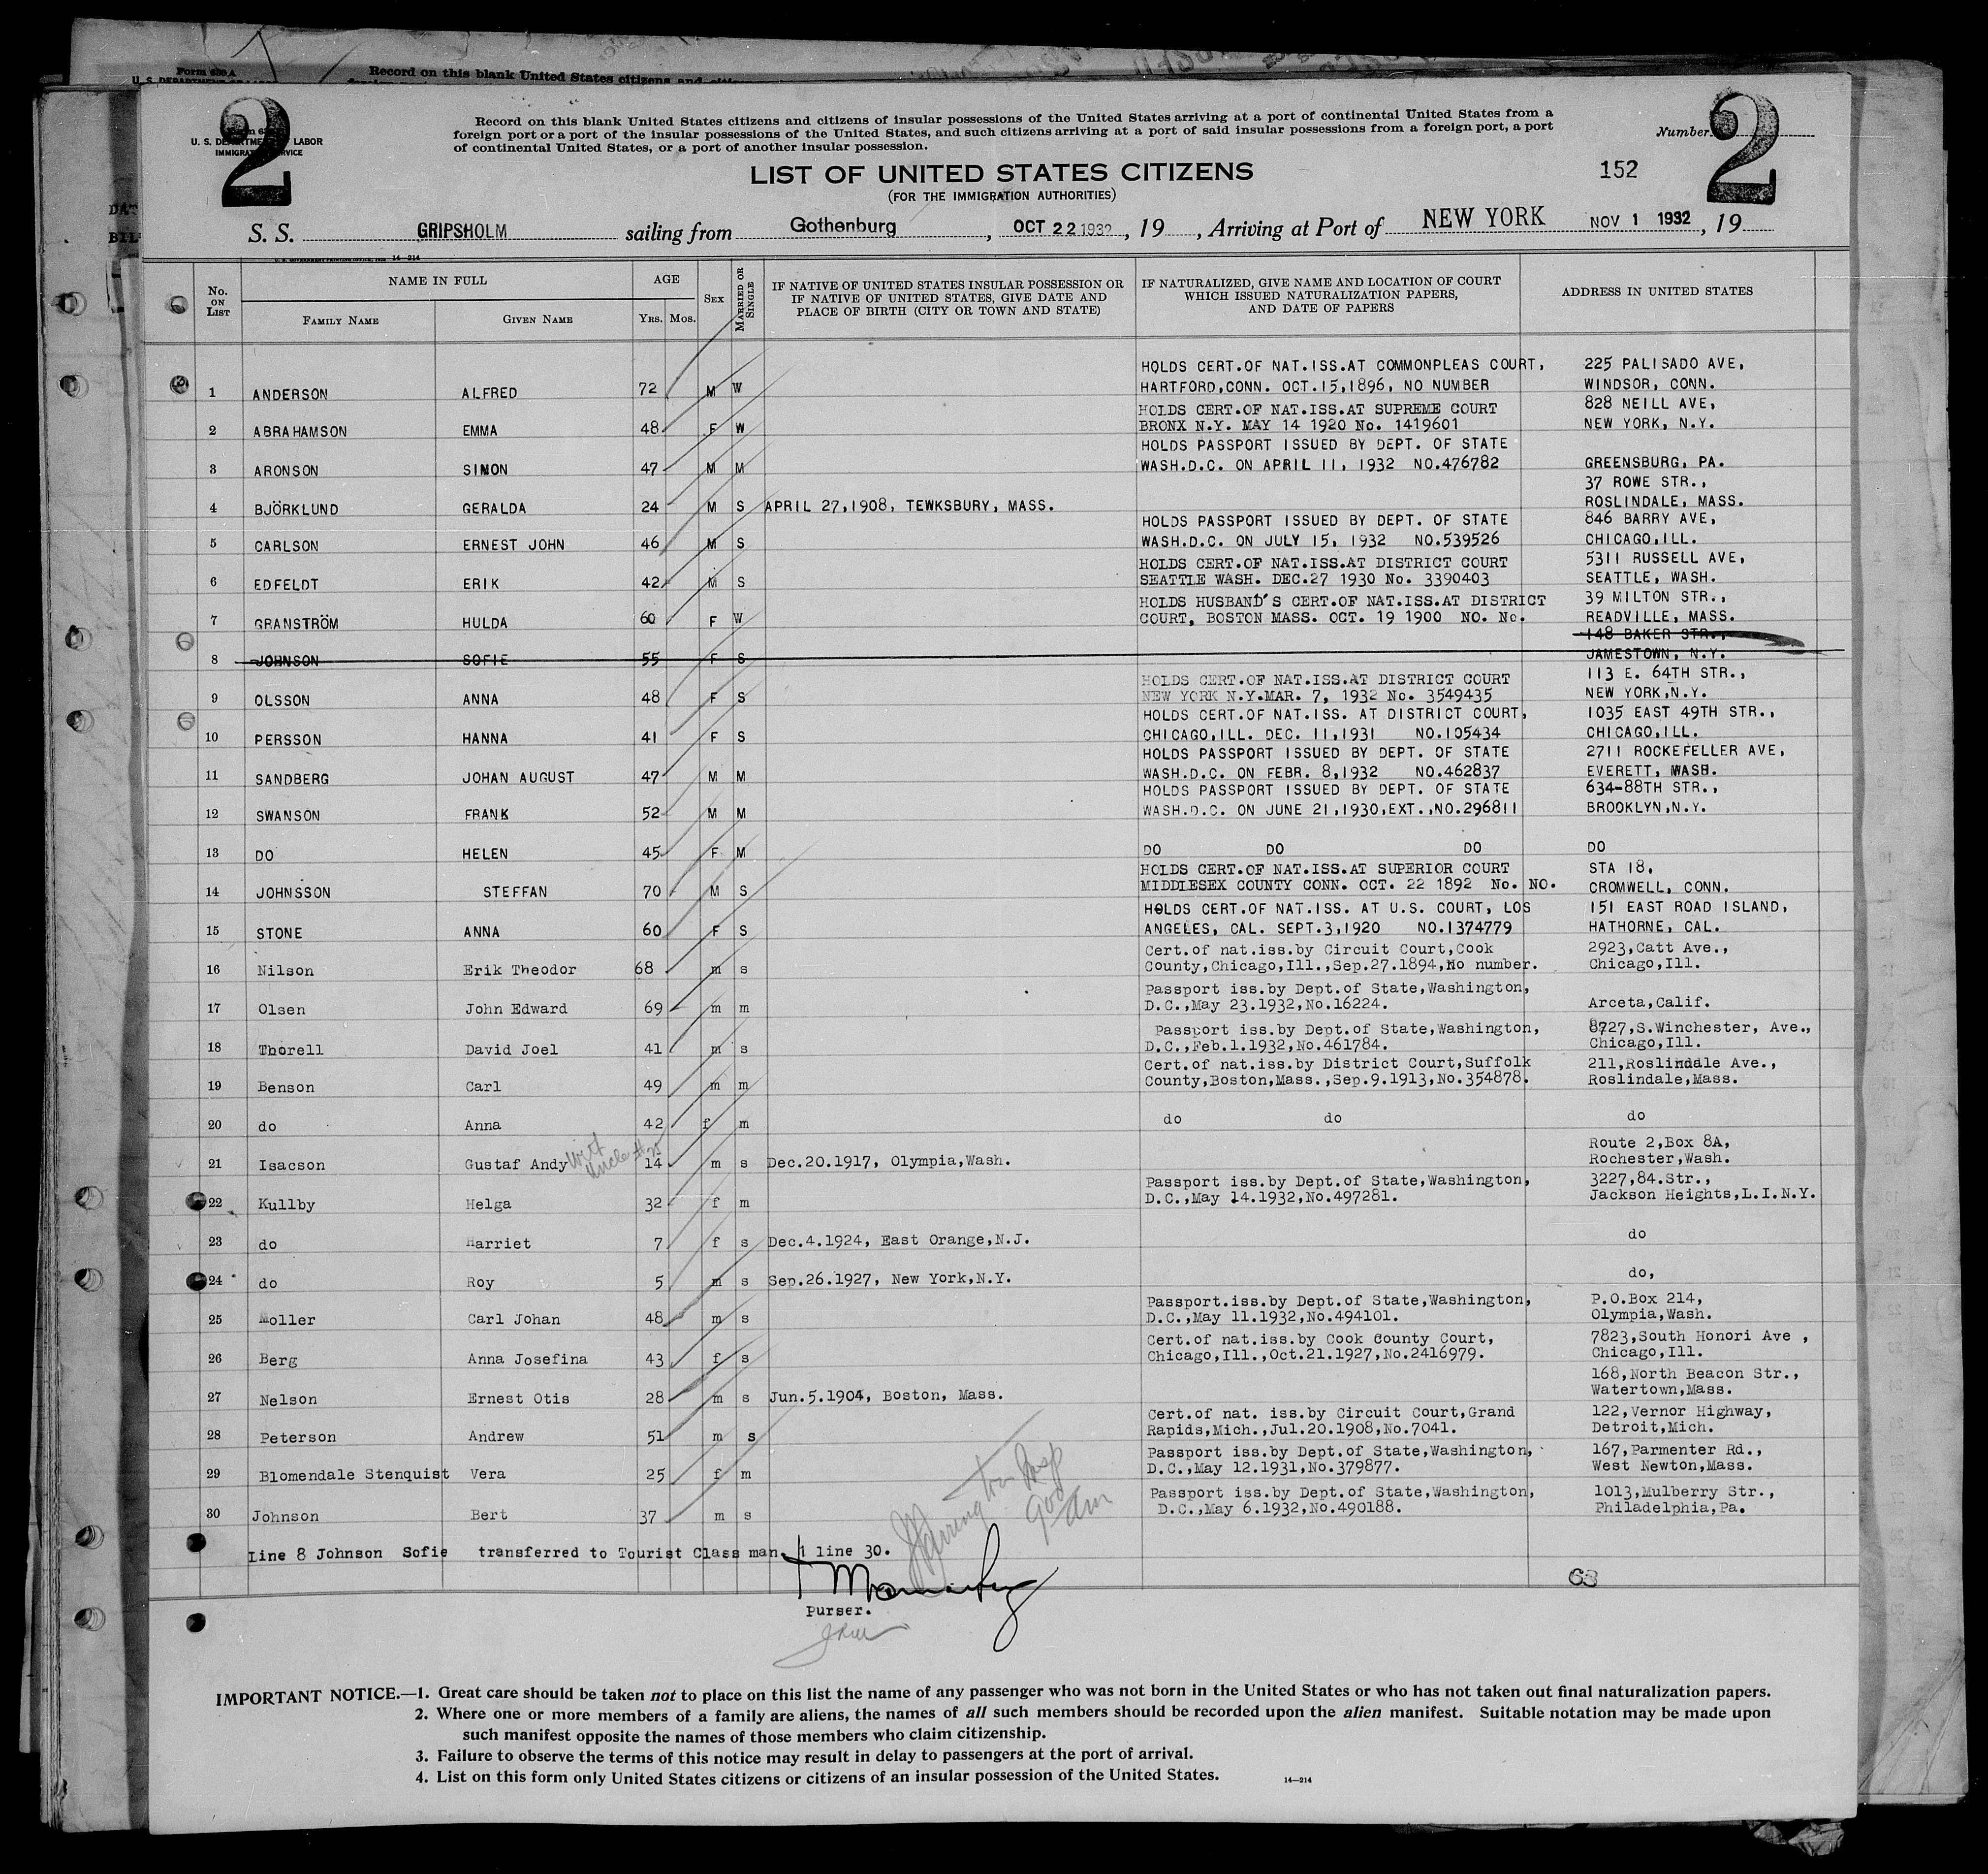 Form 630 A
Record on this blank United States citizens and citiz
2
U. S. DEPARTMENT OF LABOR
IMMIGRATION SERVICE
Record on this blank United States citizens and citizens of insular possessions of the United States arriving at a port of continental United States from a
foreign port or a port of the insular possessions of the United States, and such citizens arriving at a port of said insular possessions from a foreign port, a port
of continental United States, or a port of another insular possession.
Number
2
LIST OF UNITED STATES CITIZENS
152
(FOR THE IMMIGRATION AUTHORITIES)
S. S. GRIPSHOLM sailing from Gothenburg, OCT 22 1932, 19 , Arriving at Port of NEW YORK NOV 1 1932, 19
14-214
No. ON LIST
NAME IN FULL
FAMILY NAME
GIVEN NAME
AGE
YRS. MOS.
SEX
MARRIED OR SINGLE
IF NATIVE OF UNITED STATES INSULAR POSSESSION OR
IF NATIVE OF UNITED STATES, GIVE DATE AND
PLACE OF BIRTH (CITY OR TOWN AND STATE)
IF NATURALIZED, GIVE NAME AND LOCATION OF COURT
WHICH ISSUED NATURALIZATION PAPERS,
AND DATE OF PAPERS
ADDRESS IN UNITED STATES
HOLDS CERT.OF NAT.ISS.AT COMMONPLEAS COURT, 225 PALISADO AVE,
1 ANDERSON ALFRED 72 M W HARTFORD,CONN. OCT.15,1896, NO NUMBER WINDSOR, CONN.
HOLDS CERT.OF NAT.ISS.AT SUPREME COURT 828 NEILL AVE,
2 ABRAHAMSON EMMA 48 F W BRONX N.Y. MAY 14 1920 No. 1419601 NEW YORK, N.Y.
HOLDS PASSPORT ISSUED BY DEPT. OF STATE
3 ARONSON SIMON 47 M M WASH.D.C. ON APRIL 11, 1932 NO.476782 GREENSBURG, PA.
37 ROWE STR.,
4 BJÖRKLUND GERALDA 24 M S APRIL 27,1908, TEWKSBURY, MASS. ROSLINDALE, MASS.
HOLDS PASSPORT ISSUED BY DEPT. OF STATE 846 BARRY AVE,
5 CARLSON ERNEST JOHN 46 M S WASH.D.C. ON JULY 15, 1932 NO.539526 CHICAGO,ILL.
HOLDS CERT.OF NAT.ISS.AT DISTRICT COURT 5311 RUSSELL AVE,
6 EDFELDT ERIK 42 M S SEATTLE WASH. DEC.27 1930 No. 3390403 SEATTLE, WASH.
HOLDS HUSBAND'S CERT.OF NAT.ISS.AT DISTRICT 39 MILTON STR.,
7 GRANSTRÖM HULDA 60 F W COURT, BOSTON MASS. OCT. 19 1900 NO. No. READVILLE, MASS.
148 BAKER STR.,
8 JOHNSON SOFIE 55 F S JAMESTOWN, N.Y.
HOLDS CERT.OF NAT.ISS.AT DISTRICT COURT 113 E. 64TH STR.,
9 OLSSON ANNA 48 F S NEW YORK N.Y.MAR. 7, 1932 No. 3549435 NEW YORK,N.Y.
HOLDS CERT.OF NAT.ISS. AT DISTRICT COURT, 1035 EAST 49TH STR.,
10 PERSSON HANNA 41 F S CHICAGO,ILL. DEC. 11,1931 NO.105434 CHICAGO,ILL.
HOLDS PASSPORT ISSUED BY DEPT. OF STATE 2711 ROCKEFELLER AVE,
11 SANDBERG JOHAN AUGUST 47 M M WASH.D.C. ON FEBR. 8,1932 NO.462837 EVERETT, WASH.
HOLDS PASSPORT ISSUED BY DEPT. OF STATE 634-88TH STR.,
12 SWANSON FRANK 52 M M WASH.D.C. ON JUNE 21,1930,EXT.,NO.296811 BROOKLYN,N.Y.
13 DO HELEN 45 F M DO DO DO DO
HOLDS CERT.OF NAT.ISS.AT SUPERIOR COURT STA 18,
14 JOHNSSON STEFFAN 70 M S MIDDLESEX COUNTY CONN. OCT. 22 1892 No. NO. CROMWELL, CONN.
HOLDS CERT.OF NAT.ISS. AT U.S. COURT, LOS 151 EAST ROAD ISLAND,
15 STONE ANNA 60 F S ANGELES, CAL. SEPT.3,1920 NO.1374779 HATHORNE, CAL.
Cert.of nat.iss.by Circuit Court,Cook 2923,Catt Ave.,
16 Nilson Erik Theodor 68 m s County,Chicago,Ill.,Sep.27.1894,No number. Chicago,Ill.
Passport iss.by Dept.of State,Washington,
17 Olsen John Edward 69 m m D.C.,May 23.1932,No.16224. Arceta,Calif.
Passport iss.by Dept.of State,Washington, 8727,S.Winchester, Ave.,
18 Thorell David Joel 41 m s D.C.,Feb.1.1932,No.461784. Chicago,Ill.
Cert.of nat.iss.by District Court,Suffolk 211,Roslindale Ave.,
19 Benson Carl 49 m m County,Boston,Mass.,Sep.9.1913,No.354878. Roslindale,Mass.
20 do Anna 42 f m do do do
with
Uncle # 25
Route 2,Box 8A,
21 Isacson Gustaf Andy 14 m s Dec.20.1917, Olympia,Wash. Rochester,Wash.
Passport iss.by Dept.of State,Washington, 3227,84.Str.,
22 Kullby Helga 32 f m D.C.,May 14.1932,No.497281. Jackson Heights,L.I.N.Y.
23 do Harriet 7 f s Dec.4.1924, East Orange,N.J. do
24 do Roy 5 m s Sep.26.1927, New York,N.Y. do,
Passport.iss.by Dept.of State,Washington, P.O.Box 214,
25 Moller Carl Johan 48 m s D.C.,May 11.1932,No.494101. Olympia,Wash.
Cert.of nat.iss.by Cook County Court, 7823,South Honori Ave ,
26 Berg Anna Josefina 43 f s Chicago,Ill.,Oct.21.1927,No.2416979. Chicago,Ill.
168,North Beacon Str.,
27 Nelson Ernest Otis 28 m s Jun.5.1904, Boston, Mass. Watertown,Mass.
Cert.of nat. iss.by Circuit Court,Grand 122,Vernor Highway,
28 Peterson Andrew 51 m s Rapids,Mich.,Jul.20.1908,No.7041. Detroit,Mich.
Passport iss.by Dept.of State,Washington, 167,Parmenter Rd.,
29 Blomendale Stenquist Vera 25 f m D.C.,May 12.1931,No.379877. West Newton,Mass.
Passport iss.by Dept.of State,Washington, 1013,Mulberry Str.,
30 Johnson Bert 37 m s D.C.,May 6.1932,No.490188. Philadelphia,Pa.
Line 8 Johnson Sofie transferred to Tourist Class man. 1 line 30.
63
Purser.
IMPORTANT NOTICE.—1. Great care should be taken not to place on this list the name of any passenger who was not born in the United States or who has not taken out final naturalization papers.
2. Where one or more members of a family are aliens, the names of all such members should be recorded upon the alien manifest. Suitable notation may be made upon
such manifest opposite the names of those members who claim citizenship.
3. Failure to observe the terms of this notice may result in delay to passengers at the port of arrival.
4. List on this form only United States citizens or citizens of an insular possession of the United States.
14—214